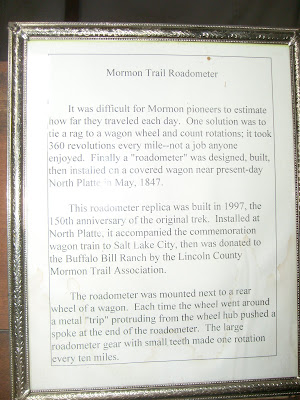 Mormon Trail Roadometer
It was difficult for Mormon pioneers to estimate
how far they traveled each day. One solution was to
tie a rag to a wagon wheel and count rotations; it took
360 revolutions every mile--not a job anyone
enjoyed. Finally a "roadometer" was designed, built,
then installed on a covered wagon near present-day
North Platte in May, 1847.
This roadometer replica was built in 1997, the
150th anniversary of the original trek. Installed at
North Platte, it accompanied the commemoration
wagon train to Salt Lake City, then was donated to
the Buffalo Bill Ranch by the Lincoln County
Mormon Trail Association.
The roadometer was mounted next to a rear
wheel of a wagon. Each time the wheel went around
a metal "trip" protruding from the wheel hub pushed a
spoke at the end of the roadometer. The large
roadometer gear with small teeth made one rotation
every ten miles.